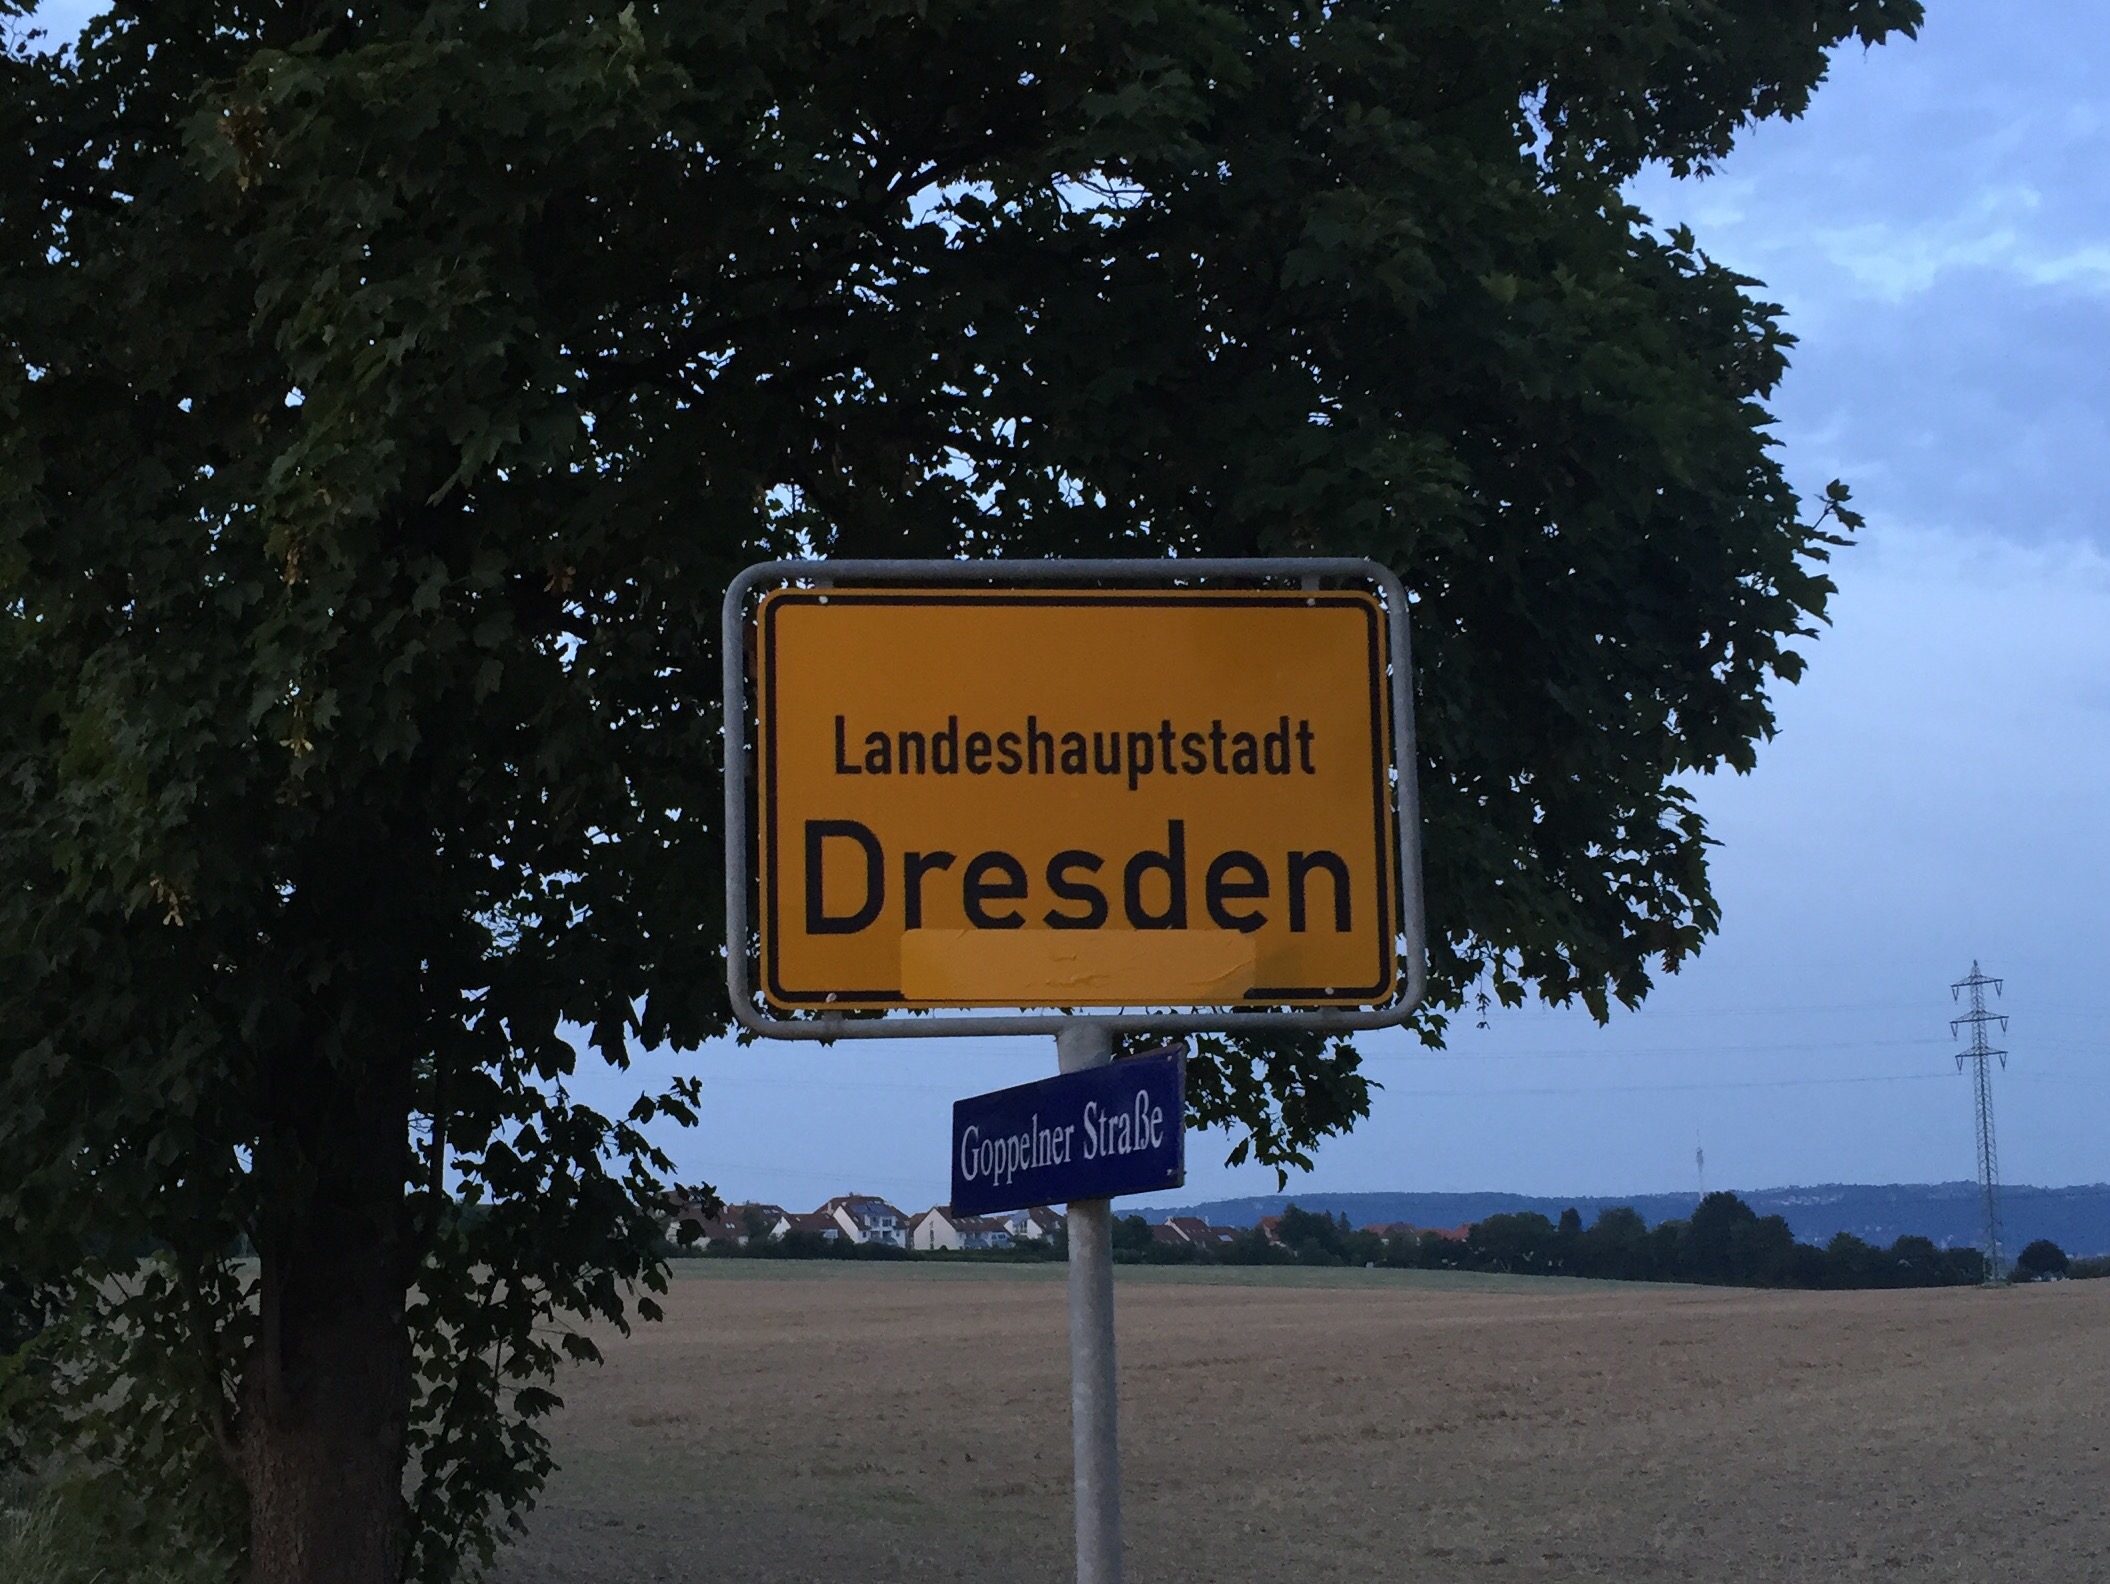 Landeshauptstadt
Dresden
Goppelner Straße